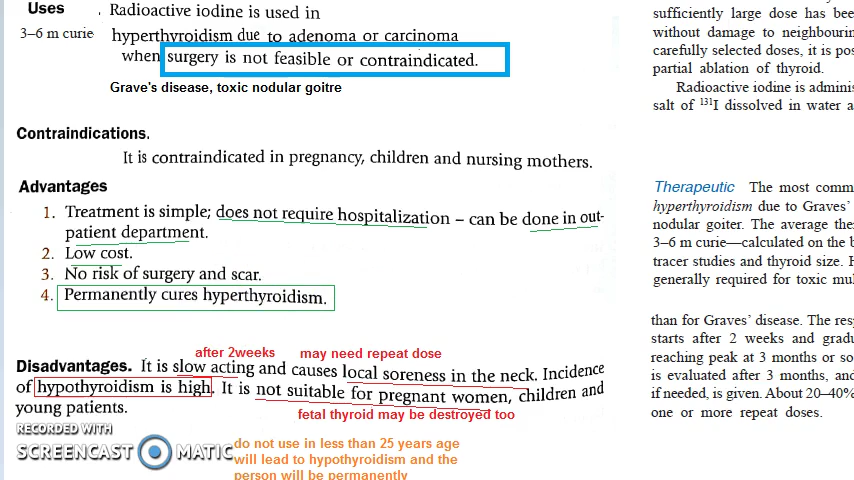 Uses . Radioactive iodine is used in
3–6 m curie hyperthyroidism due to adenoma or carcinoma
when surgery is not feasible or contraindicated.
Grave's disease, toxic nodular goitre
Contraindications.
It is contraindicated in pregnancy, children and nursing mothers.
Advantages
1. Treatment is simple; does not require hospitalization – can be done in out-
patient department.
2. Low cost.
3. No risk of surgery and scar.
4. Permanently cures hyperthyroidism.
after 2weeks may need repeat dose
Disadvantages. It is slow acting and causes local soreness in the neck. Incidence
of hypothyroidism is high. It is not suitable for pregnant women, children and
young patients.
fetal thyroid may be destroyed too
RECORDED WITH
SCREENCAST MATIC
do not use in less than 25 years age
will lead to hypothyroidism and the
person will be permanently
sufficiently large dose has bee
without damage to neighbourin
carefully selected doses, it is pos
partial ablation of thyroid.
Radioactive iodine is adminis
salt of 131I dissolved in water a
Therapeutic The most comm
hyperthyroidism due to Graves'
nodular goiter. The average the
3–6 m curie—calculated on the b
tracer studies and thyroid size. H
generally required for toxic mul
than for Graves' disease. The res
starts after 2 weeks and gradu
reaching peak at 3 months or so
is evaluated after 3 months, and
if needed, is given. About 20–40%
one or more repeat doses.